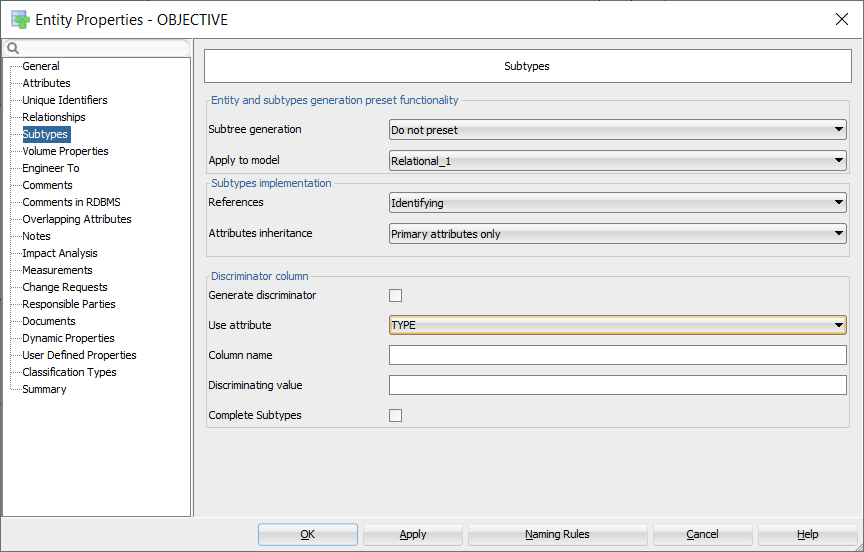 Entity Properties - OBJECTIVE
General
Attributes
Unique Identifiers
Relationships
Subtypes
Volume Properties
Engineer To
Comments
Comments in RDBMS
Overlapping Attributes
Notes
Impact Analysis
Measurements
Change Requests
Responsible Parties
Documents
Dynamic Properties
User Defined Properties
Classification Types
Summary
Subtypes
Entity and subtypes generation preset functionality
Subtree generation Do not preset
Apply to model Relational_1
Subtypes implementation
References Identifying
Attributes inheritance Primary attributes only
Discriminator column
Generate discriminator
Use attribute TYPE
Column name
Discriminating value
Complete Subtypes
OK Apply Naming Rules Cancel Help